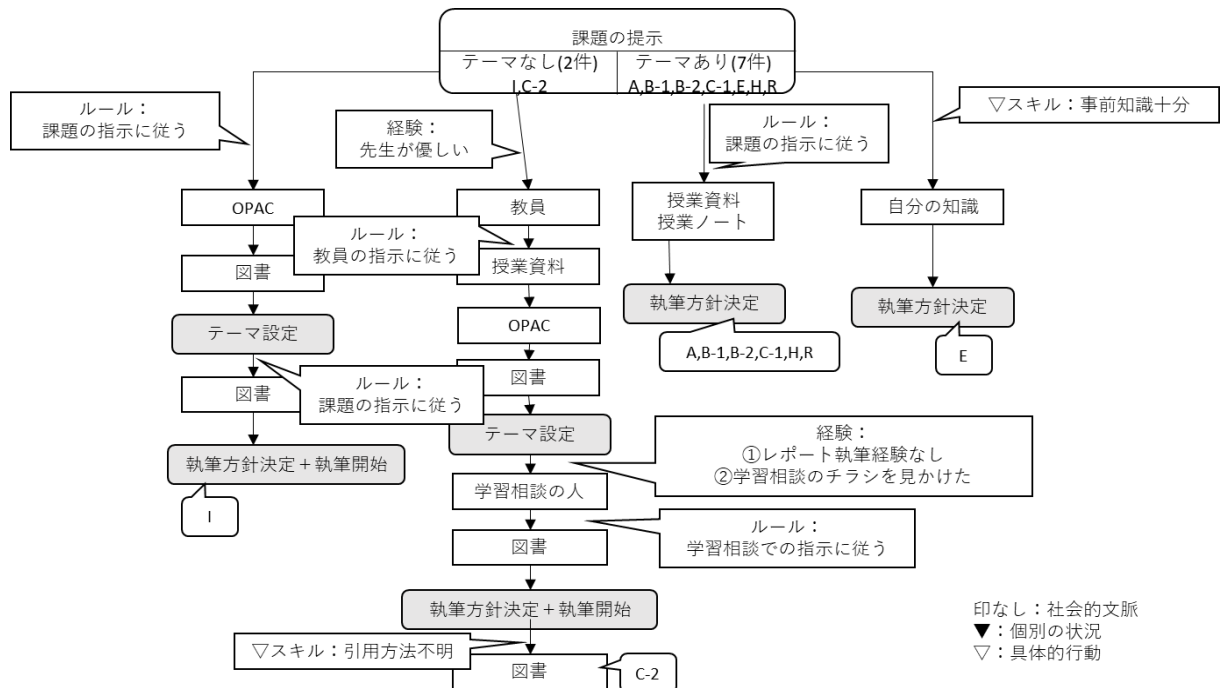 課題の提示
テーマなし(2件)
I,C-2
テーマあり(7件)
A,B-1,B-2,C-1,E,H,R
ルール：
課題の指示に従う
経験：
先生が優しい
ルール：
課題の指示に従う
▽スキル：事前知識十分
OPAC
教員
授業資料
授業ノート
自分の知識
ルール：
教員の指示に従う
図書
授業資料
執筆方針決定
執筆方針決定
テーマ設定
OPAC
A,B-1,B-2,C-1,H,R
E
図書
ルール：
課題の指示に従う
図書
テーマ設定
経験：
①レポート執筆経験なし
②学習相談のチラシを見かけた
執筆方針決定＋執筆開始
I
学習相談の人
ルール：
学習相談での指示に従う
図書
執筆方針決定＋執筆開始
▽スキル：引用方法不明
図書
C-2
印なし：社会的文脈
▼：個別の状況
▽：具体的行動